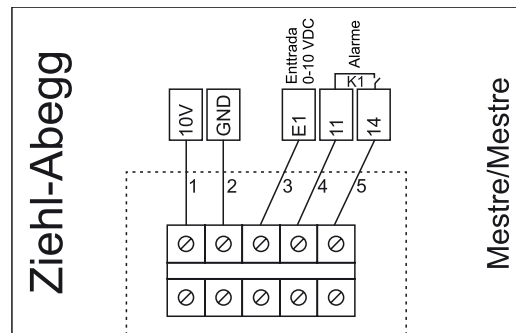 Ziehl-Abegg
10V
GND
Enttrada
0-10 VDC
E1
Alarme
K1
11
14
1
2
3
4
5
Mestre/Mestre